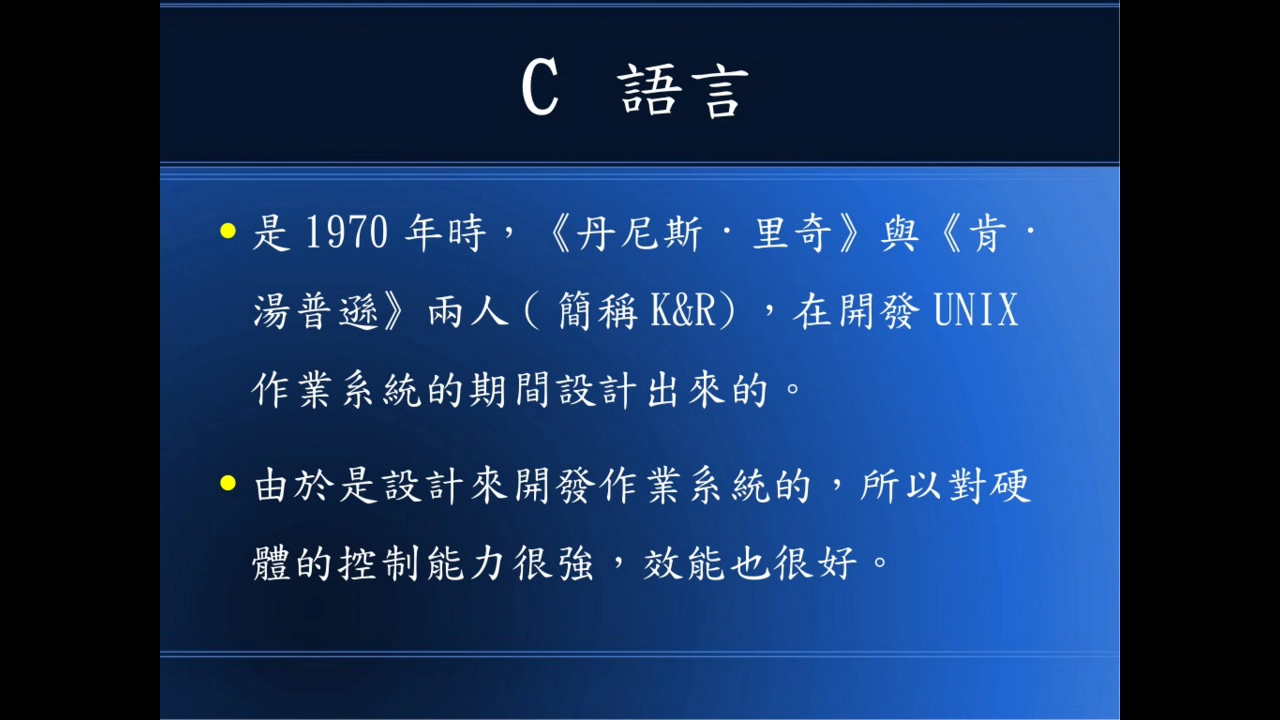 C 語言
是 1970 年時，《丹尼斯．里奇》與《肯．
湯普遜》兩人( 簡稱 K&R)，在開發 UNIX
作業系統的期間設計出來的。
由於是設計來開發作業系統的，所以對硬
體的控制能力很強，效能也很好。